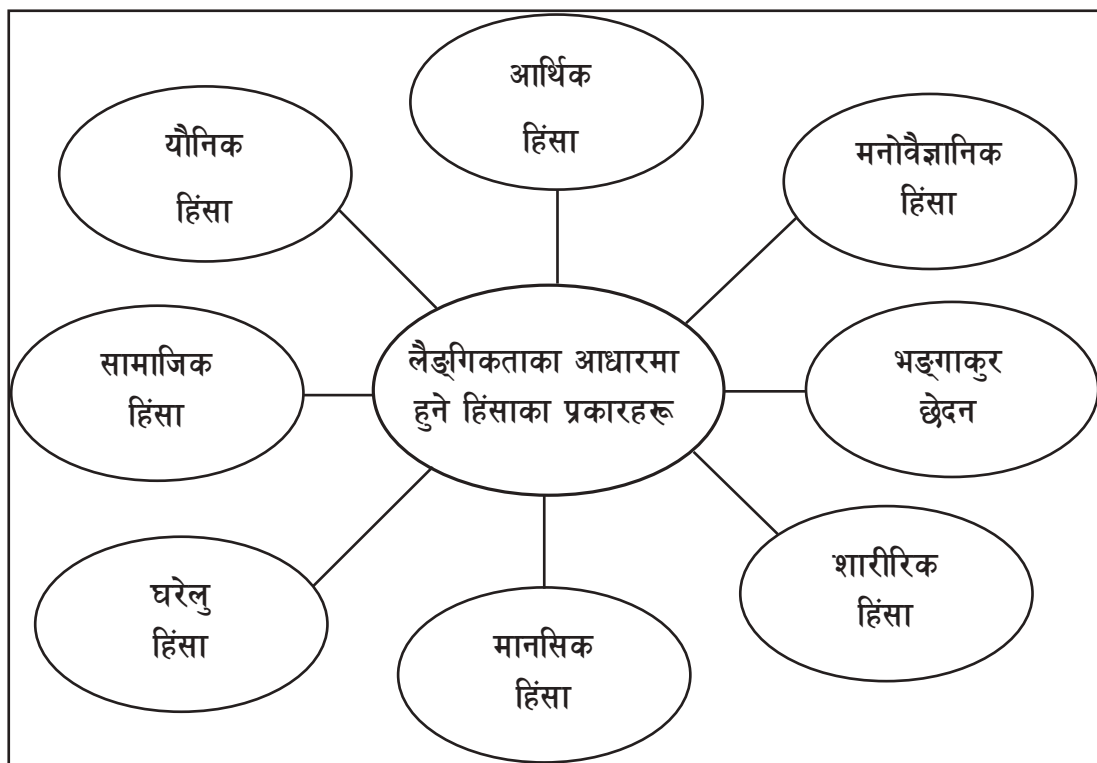 आर्थिक
हिंसा
यौनिक
हिंसा
मनोवैज्ञानिक
हिंसा
सामाजिक
हिंसा
लैङ्गिकताका आधारमा
हुने हिंसाका प्रकारहरू
भङ्गाकुर
छेदन
घरेलु
हिंसा
मानसिक
हिंसा
शारीरिक
हिंसा